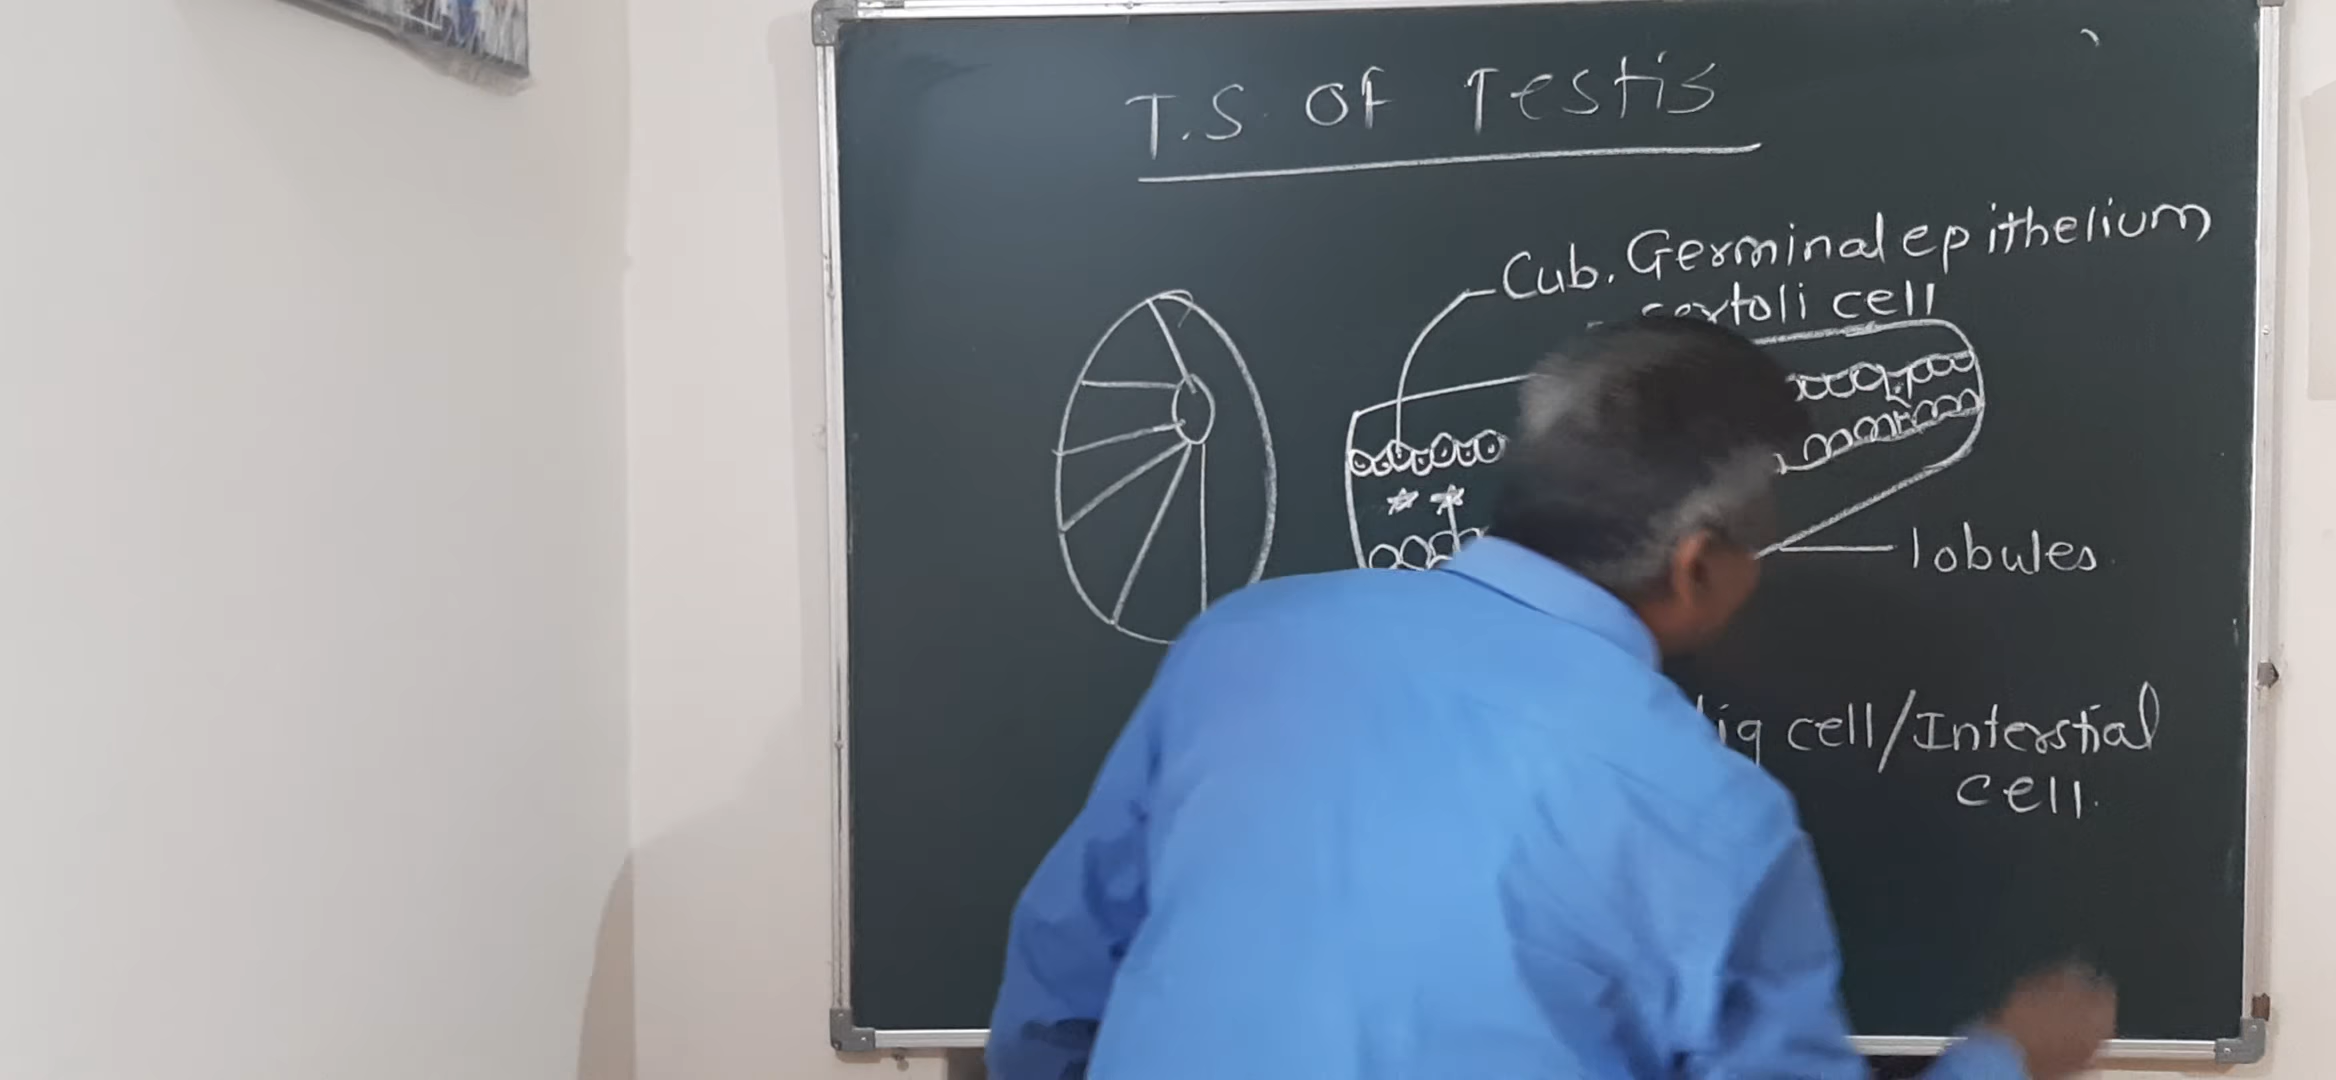 T.S. Of Testis
Cub. Germinal epithelium
sertoli cell
lobules
cell/Interstial
cell.